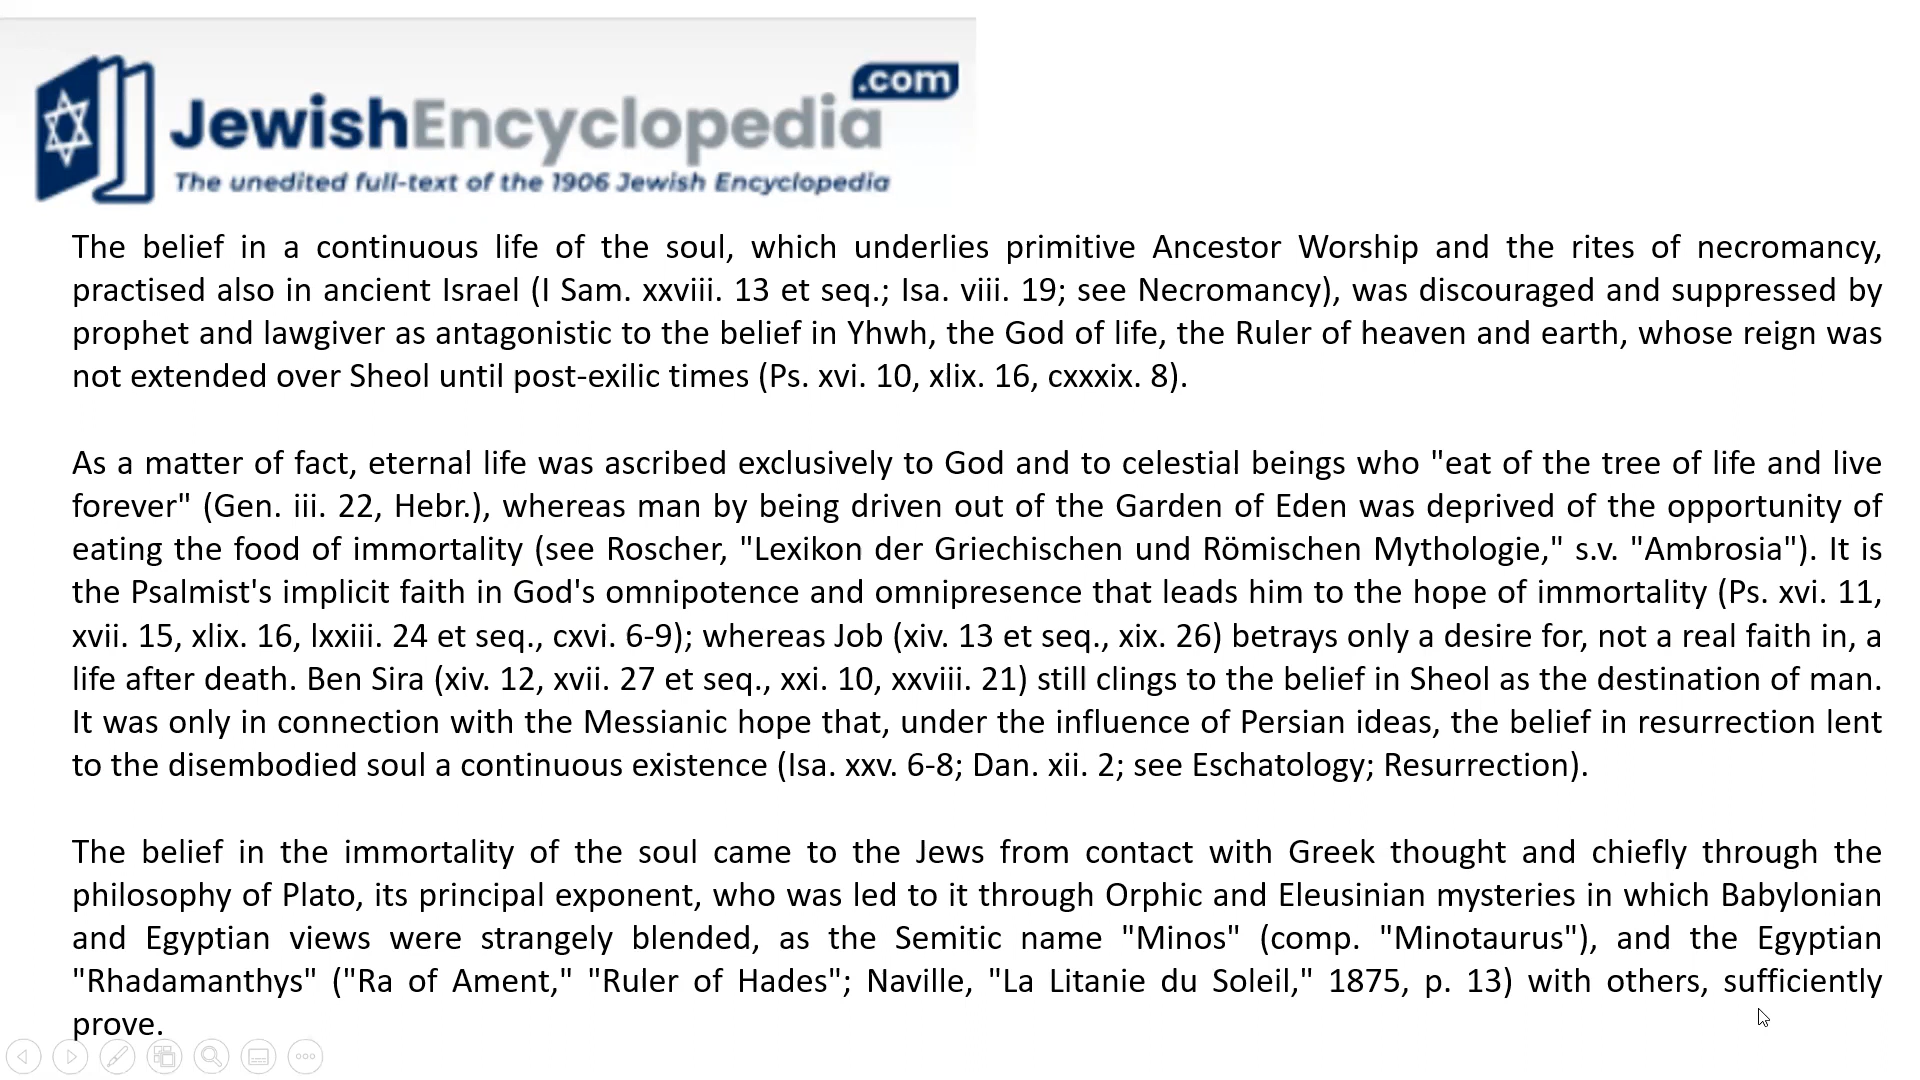 .com
JewishEncyclopedia
The unedited full-text of the 1906 Jewish Encyclopedia
The belief in a continuous life of the soul, which underlies primitive Ancestor Worship and the rites of necromancy,
practised also in ancient Israel (I Sam. xxviii. 13 et seq.; Isa. viii. 19; see Necromancy), was discouraged and suppressed by
prophet and lawgiver as antagonistic to the belief in Yhwh, the God of life, the Ruler of heaven and earth, whose reign was
not extended over Sheol until post-exilic times (Ps. xvi. 10, xlix. 16, cxxxix. 8).
As a matter of fact, eternal life was ascribed exclusively to God and to celestial beings who "eat of the tree of life and live
forever" (Gen. iii. 22, Hebr.), whereas man by being driven out of the Garden of Eden was deprived of the opportunity of
eating the food of immortality (see Roscher, "Lexikon der Griechischen und Römischen Mythologie," s.v. "Ambrosia"). It is
the Psalmist's implicit faith in God's omnipotence and omnipresence that leads him to the hope of immortality (Ps. xvi. 11,
xvii. 15, xlix. 16, lxxiii. 24 et seq., cxvi. 6-9); whereas Job (xiv. 13 et seq., xix. 26) betrays only a desire for, not a real faith in, a
life after death. Ben Sira (xiv. 12, xvii. 27 et seq., xxi. 10, xxviii. 21) still clings to the belief in Sheol as the destination of man.
It was only in connection with the Messianic hope that, under the influence of Persian ideas, the belief in resurrection lent
to the disembodied soul a continuous existence (Isa. xxv. 6-8; Dan. xii. 2; see Eschatology; Resurrection).
The belief in the immortality of the soul came to the Jews from contact with Greek thought and chiefly through the
philosophy of Plato, its principal exponent, who was led to it through Orphic and Eleusinian mysteries in which Babylonian
and Egyptian views were strangely blended, as the Semitic name "Minos" (comp. "Minotaurus"), and the Egyptian
"Rhadamanthys" ("Ra of Ament," "Ruler of Hades"; Naville, "La Litanie du Soleil," 1875, p. 13) with others, sufficiently
prove.